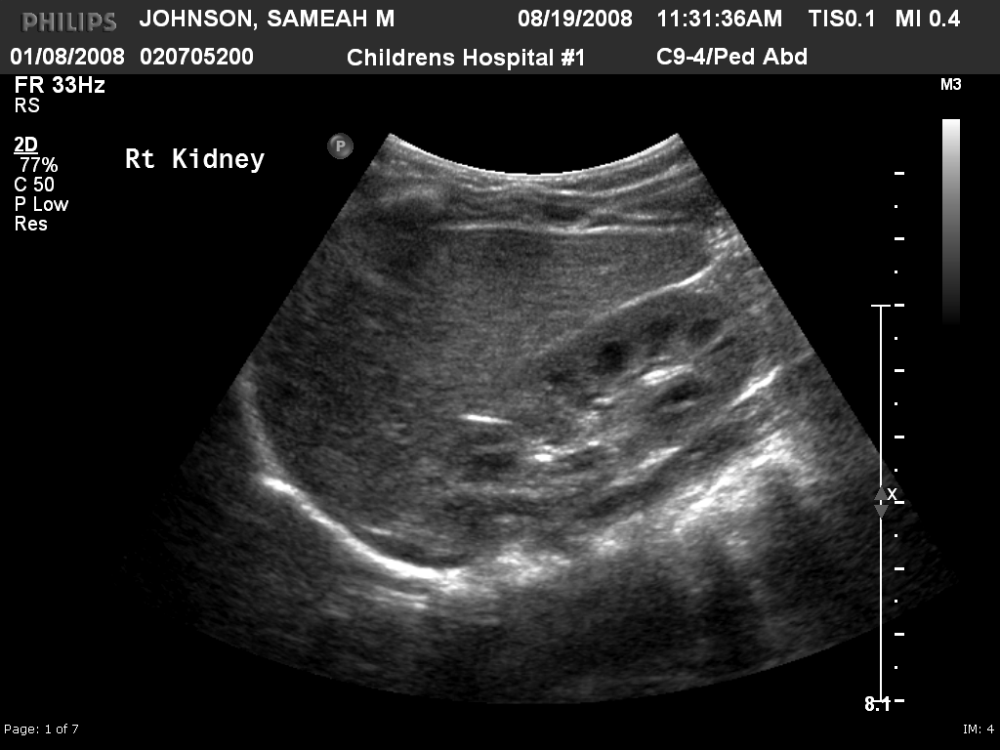 PHILIPS JOHNSON, SAMEAH M 08/19/2008 11:31:36AM TIS0.1 MI 0.4
01/08/2008 020705200 Childrens Hospital #1 C9-4/Ped Abd
FR 33Hz
RS
M3
2D
77%
C 50
P Low
Res
Rt Kidney
P
X
8.1
Page: 1 of 7
IM: 4